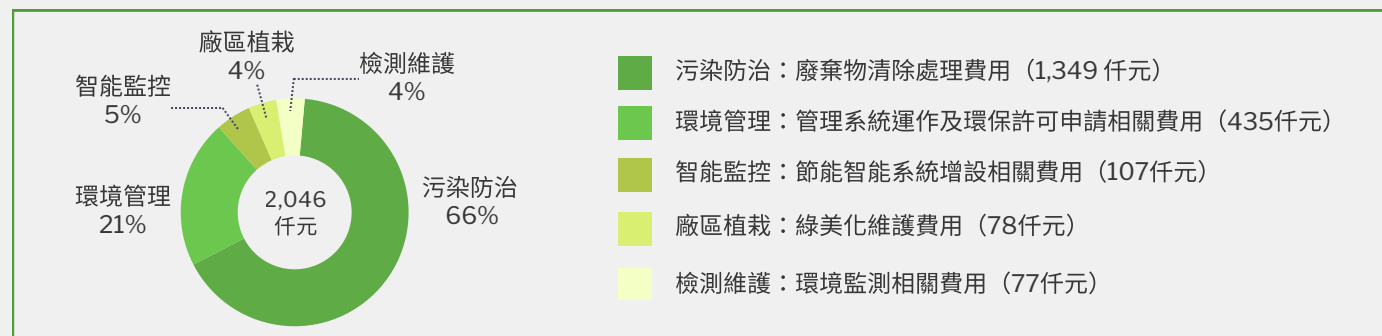 廠區植栽
4%
檢測維護
4%
智能監控
5%
環境管理
21%
2,046
仟元
污染防治
66%
污染防治：廢棄物清除處理費用（1,349 仟元）
環境管理：管理系統運作及環保許可申請相關費用（435仟元）
智能監控：節能智能系統增設相關費用（107仟元）
廠區植栽：綠美化維護費用（78仟元）
檢測維護：環境監測相關費用（77仟元）